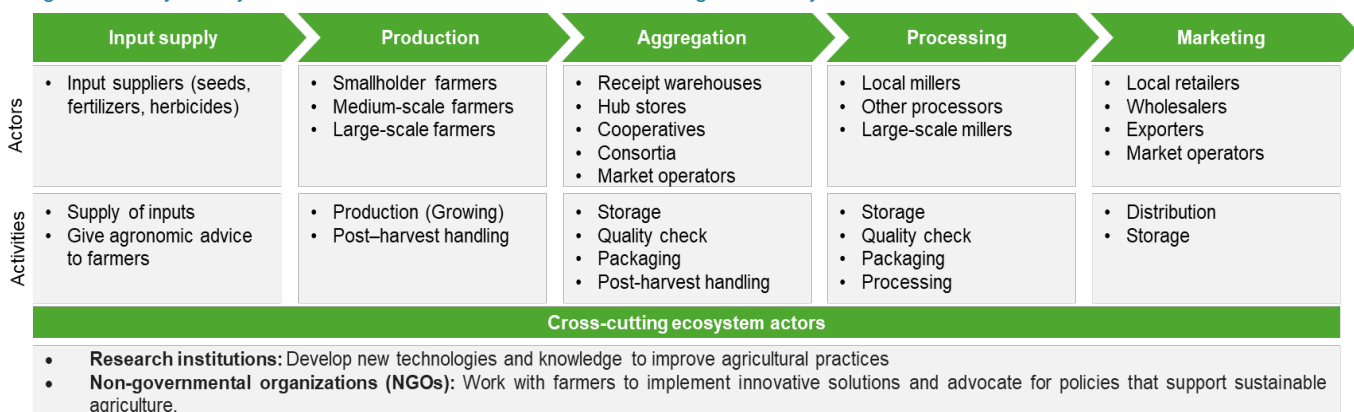 Input supply
Production
Aggregation
Processing
Marketing
Actors
• Input suppliers (seeds,
fertilizers, herbicides)
• Smallholder farmers
• Medium-scale farmers
• Large-scale farmers
• Receipt warehouses
• Hub stores
• Cooperatives
• Consortia
• Market operators
• Local millers
• Other processors
• Large-scale millers
• Local retailers
• Wholesalers
• Exporters
• Market operators
Activities
• Supply of inputs
• Give agronomic advice
to farmers
• Production (Growing)
• Post–harvest handling
• Storage
• Quality check
• Packaging
• Post-harvest handling
• Storage
• Quality check
• Packaging
• Processing
• Distribution
• Storage
Cross-cutting ecosystem actors
• Research institutions: Develop new technologies and knowledge to improve agricultural practices
• Non-governmental organizations (NGOs): Work with farmers to implement innovative solutions and advocate for policies that support sustainable
agriculture.